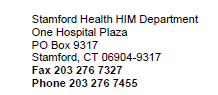 Stamford Health HIM Department
One Hospital Plaza
PO Box 9317
Stamford, CT 06904-9317
Fax 203 276 7327
Phone 203 276 7455